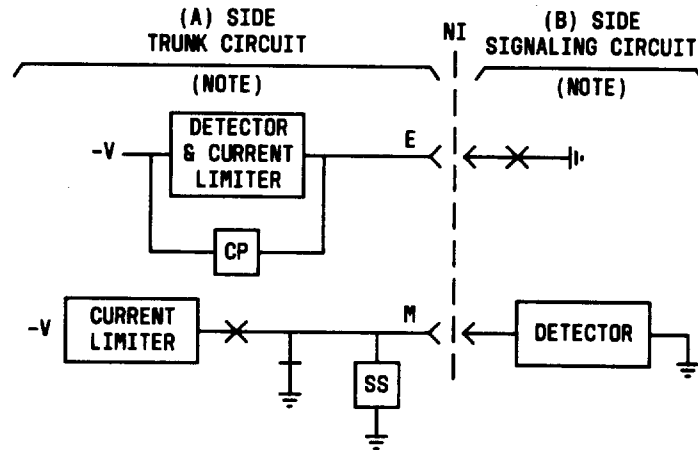 (A) SIDE
TRUNK CIRCUIT
(NOTE)
NI
(B) SIDE
SIGNALING CIRCUIT
(NOTE)
-V
DETECTOR
& CURRENT
LIMITER
E
CP
-V
CURRENT
LIMITER
M
SS
DETECTOR